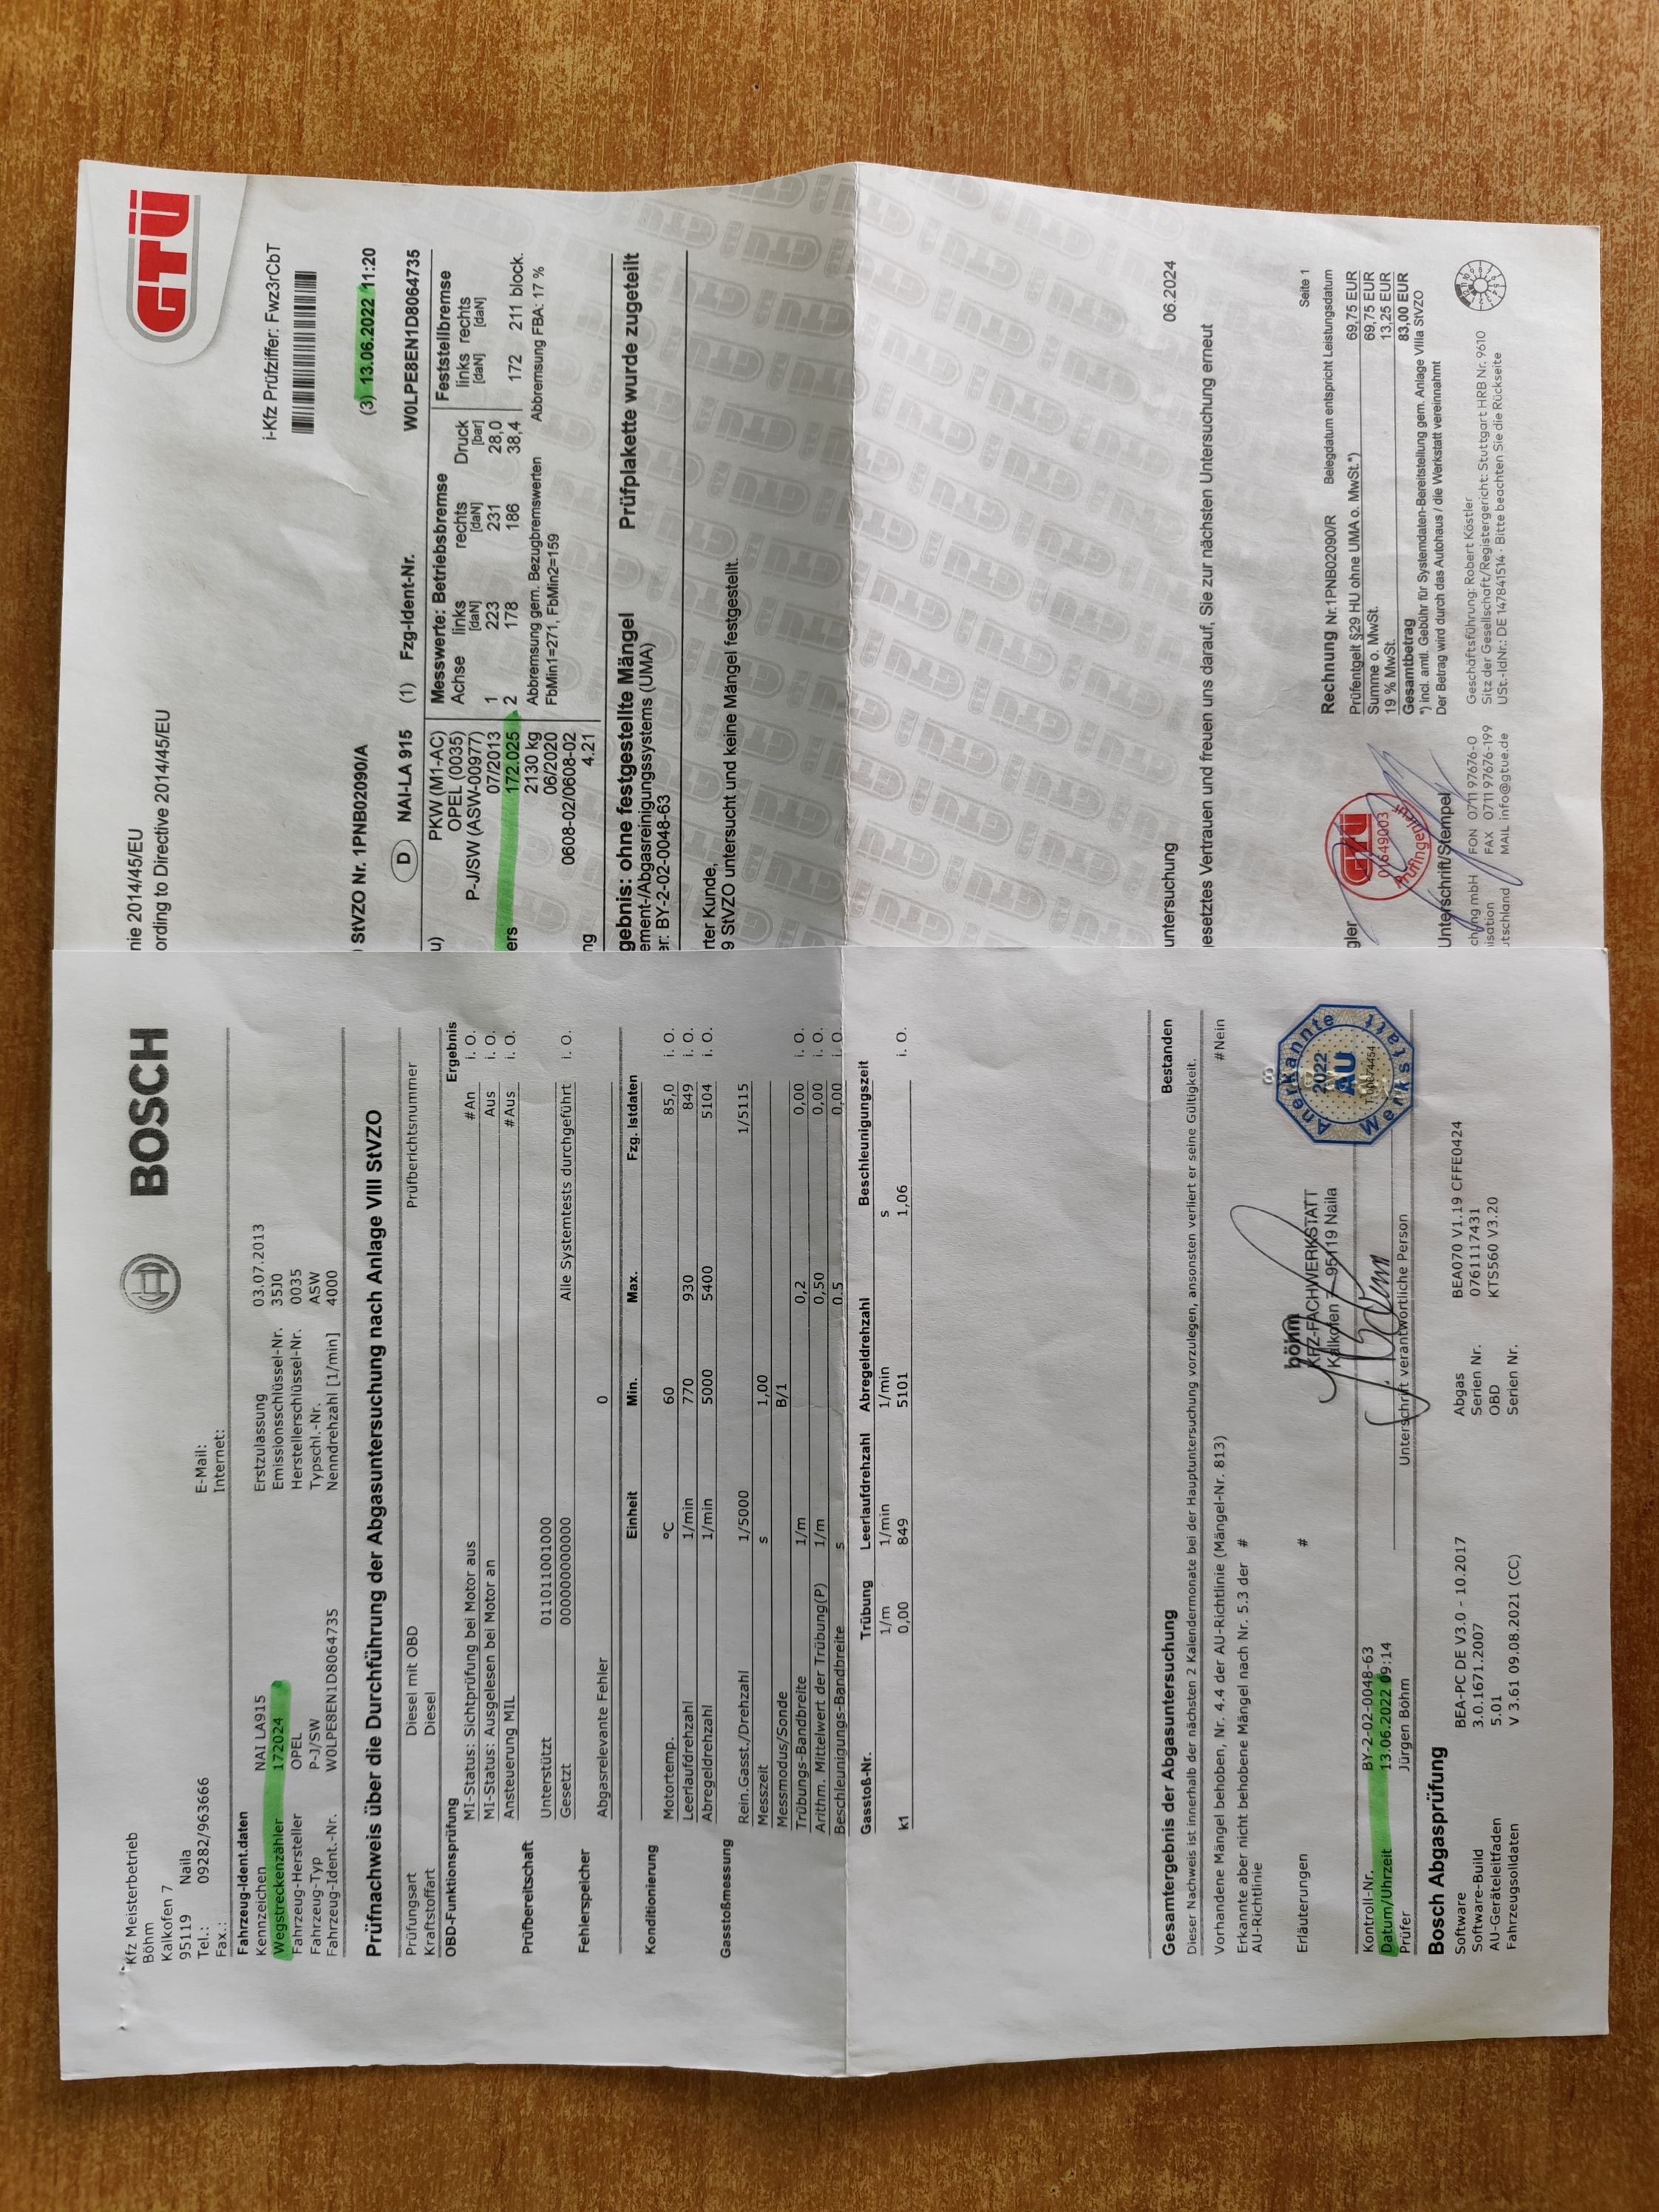 BOSCH
Kfz Meisterbetrieb
Böhm
Kalkofen 7
95119 Naila
Tel.: 09282/963666 E-Mail:
Fax.: Internet:
Fahrzeug-Ident.daten
Kennzeichen NAI LA915 Erstzulassung 03.07.2013
Wegstreckenzähler 172024 Emissionsschlüssel-Nr. 35J0
Fahrzeug-Hersteller OPEL Herstellerschlüssel-Nr. 0035
Fahrzeug-Typ P-J/SW Typschl.-Nr. ASW
Fahrzeug-Ident.-Nr. W0LPE8EN1D8064735 Nenndrehzahl [1/min] 4000
Prüfnachweis über die Durchführung der Abgasuntersuchung nach Anlage VIII StVZO
Prüfungsart Diesel mit OBD Prüfberichtsnummer
Kraftstoffart Diesel
OBD-Funktionsprüfung Ergebnis
MI-Status: Sichtprüfung bei Motor aus #An i. O.
MI-Status: Ausgelesen bei Motor an Aus i. O.
Ansteuerung MIL #Aus i. O.
Prüfbereitschaft Unterstützt 011011001000
Gesetzt 000000000000 Alle Systemtests durchgeführt i. O.
Fehlerspeicher Abgasrelevante Fehler 0
Einheit Min. Max. Fzg. Istdaten
Konditionierung Motortemp. °C 60 85,0 i. O.
Leerlaufdrehzahl 1/min 770 930 849 i. O.
Abregeldrehzahl 1/min 5000 5400 5104 i. O.
Gasstoßmessung Rein.Gasst./Drehzahl 1/5000 1/5115
Messzeit s 1,00
Messmodus/Sonde B/1
Trübungs-Bandbreite 1/m 0,2 0,00 i. O.
Arithm. Mittelwert der Trübung(P) 1/m 0,50 0,00 i. O.
Beschleunigungs-Bandbreite s 0,5 0,00 i. O.
Gasstoß-Nr. Trübung Leerlaufdrehzahl Abregeldrehzahl Beschleunigungszeit
1/m 1/min 1/min s
k1 0,00 849 5101 1,06 i. O.
Gesamtergebnis der Abgasuntersuchung Bestanden
Dieser Nachweis ist innerhalb der nächsten 2 Kalendermonate bei der Hauptuntersuchung vorzulegen, ansonsten verliert er seine Gültigkeit.
Vorhandene Mängel behoben, Nr. 4.4 der AU-Richtlinie (Mängel-Nr. 813) #Nein
Erkannte aber nicht behobene Mängel nach Nr. 5.3 der #
AU-Richtlinie
Erläuterungen #
böhm
KFZ-FACHWERKSTATT
Kalkofen 7 – 95119 Naila
Anerkannte
2022
AU
Werkstatt
Kontroll-Nr. BY-2-02-0048-63
Datum/Uhrzeit 13.06.2022 09:14
Prüfer Jürgen Böhm Unterschrift verantwortliche Person
Bosch Abgasprüfung
Software BEA-PC DE V3.0 - 10.2017 Abgas BEA070 V1.19 CFFE0424
Software-Build 3.0.1671.2007 Serien Nr. 0761117431
AU-Geräteleitfaden 5.01 OBD KTS560 V3.20
Fahrzeugsolldaten V 3.61 09.08.2021 (CC) Serien Nr.
GTÜ
nie 2014/45/EU
ording to Directive 2014/45/EU
i-Kfz Prüfziffer: Fwz3rCbT
StVZO Nr. 1PNB02090/A (3) 13.06.2022 11:20
D NAI-LA 915 (1) Fzg-Ident-Nr. W0LPE8EN1D8064735
u) PKW (M1-AC)
OPEL (0035)
P-J/SW (ASW-00977)
07/2013
ers 172.025
2130 kg
06/2020
0608-02/0608-02
ng 4.21
Messwerte: Betriebsbremse Feststellbremse
Achse links rechts Druck links rechts
[daN] [daN] [bar] [daN] [daN]
1 223 231 28,0
2 178 186 38,4 172 211 block.
Abbremsung gem. Bezugbremswerten Abbremsung FBA: 17 %
FbMin1=271, FbMin2=159
gebnis: ohne festgestellte Mängel Prüfplakette wurde zugeteilt
ement-/Abgasreinigungssystems (UMA)
er: BY-2-02-0048-63
rter Kunde,
9 StVZO untersucht und keine Mängel festgestellt.
untersuchung 06.2024
esetztes Vertrauen und freuen uns darauf, Sie zur nächsten Untersuchung erneut
Seite 1
gler
GTÜ
Prüfingenieur
Unterschrift/Stempel
Rechnung Nr.1PNB02090/R Belegdatum entspricht Leistungsdatum
Prüfentgelt §29 HU ohne UMA o. MwSt.*) 69,75 EUR
Summe o. MwSt. 69,75 EUR
19 % MwSt. 13,25 EUR
Gesamtbetrag 83,00 EUR
*) incl. amtl. Gebühr für Systemdaten-Bereitstellung gem. Anlage VIIIa StVZO
Der Betrag wird durch das Autohaus / die Werkstatt vereinnahmt
chung mbH FON 0711 97676-0 Geschäftsführung: Robert Köstler
isation FAX 0711 97676-199 Sitz der Gesellschaft/Registergericht: Stuttgart HRB Nr. 9610
utschland MAIL info@gtue.de USt.-IdNr.: DE 147841514 · Bitte beachten Sie die Rückseite